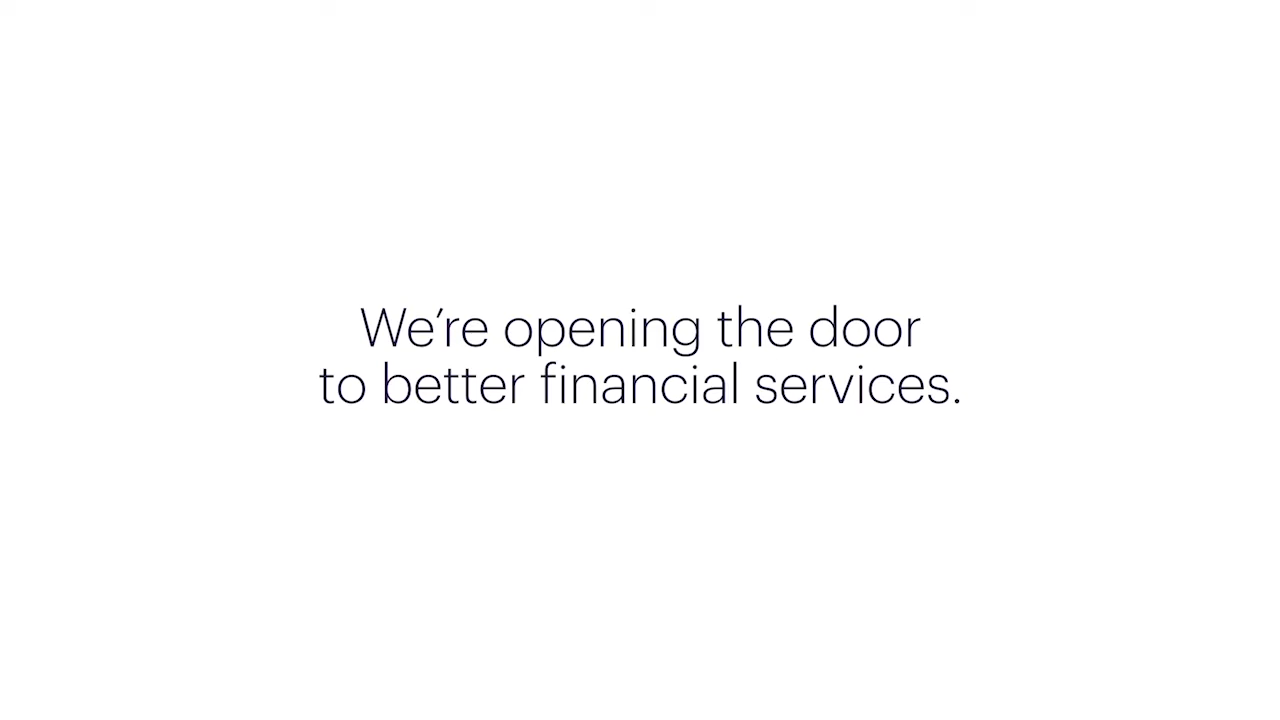 We’re opening the door
to better financial services.